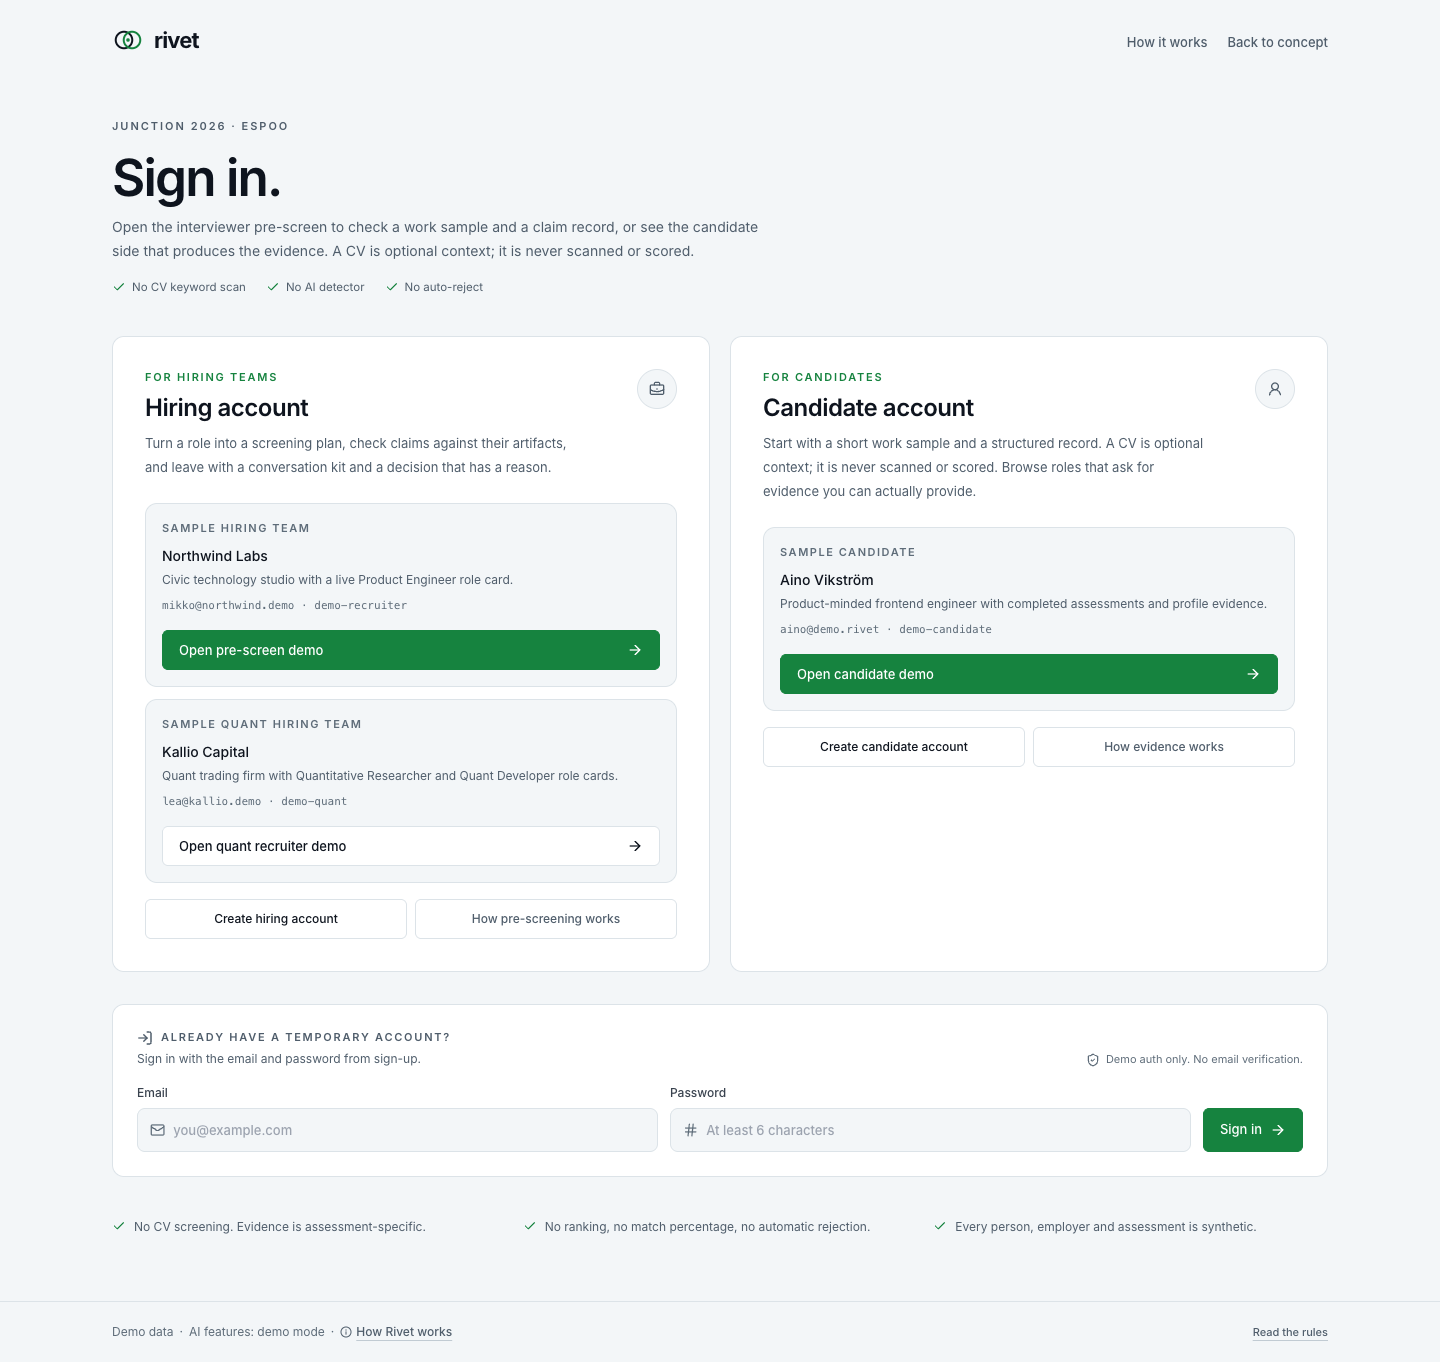 rivet
How it works
Back to concept
JUNCTION 2026 · ESPOO
Sign in.
Open the interviewer pre-screen to check a work sample and a claim record, or see the candidate
side that produces the evidence. A CV is optional context; it is never scanned or scored.
No CV keyword scan
No AI detector
No auto-reject
FOR HIRING TEAMS
Hiring account
Turn a role into a screening plan, check claims against their artifacts,
and leave with a conversation kit and a decision that has a reason.
SAMPLE HIRING TEAM
Northwind Labs
Civic technology studio with a live Product Engineer role card.
mikko@northwind.demo · demo-recruiter
Open pre-screen demo
SAMPLE QUANT HIRING TEAM
Kallio Capital
Quant trading firm with Quantitative Researcher and Quant Developer role cards.
lea@kallio.demo · demo-quant
Open quant recruiter demo
Create hiring account
How pre-screening works
FOR CANDIDATES
Candidate account
Start with a short work sample and a structured record. A CV is optional
context; it is never scanned or scored. Browse roles that ask for
evidence you can actually provide.
SAMPLE CANDIDATE
Aino Vikström
Product-minded frontend engineer with completed assessments and profile evidence.
aino@demo.rivet · demo-candidate
Open candidate demo
Create candidate account
How evidence works
ALREADY HAVE A TEMPORARY ACCOUNT?
Sign in with the email and password from sign-up.
Demo auth only. No email verification.
Email
you@example.com
Password
At least 6 characters
Sign in
No CV screening. Evidence is assessment-specific.
No ranking, no match percentage, no automatic rejection.
Every person, employer and assessment is synthetic.
Demo data · AI features: demo mode · How Rivet works
Read the rules